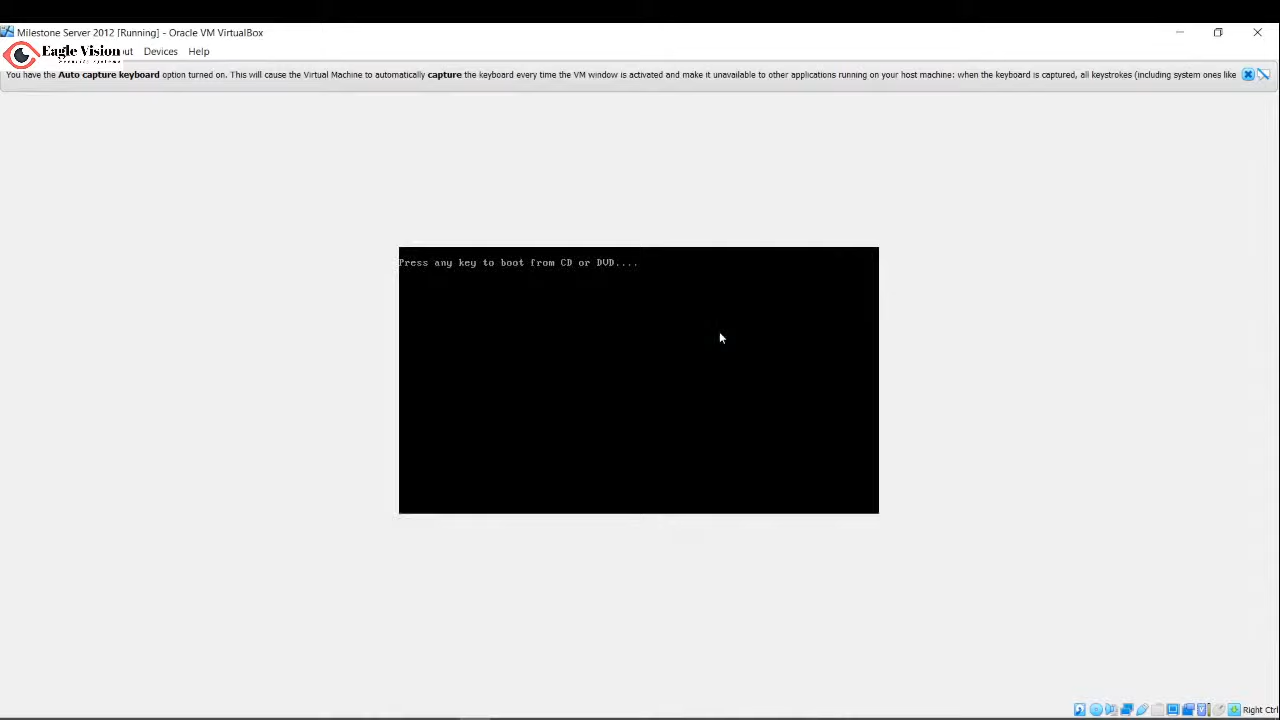 Milestone Server 2012 [Running] - Oracle VM VirtualBox
Eagle Vision
ut Devices Help
You have the Auto capture keyboard option turned on. This will cause the Virtual Machine to automatically capture the keyboard every time the VM window is activated and make it unavailable to other applications running on your host machine: when the keyboard is captured, all keystrokes (including system ones like
Press any key to boot from CD or DVD....
Right Ctrl